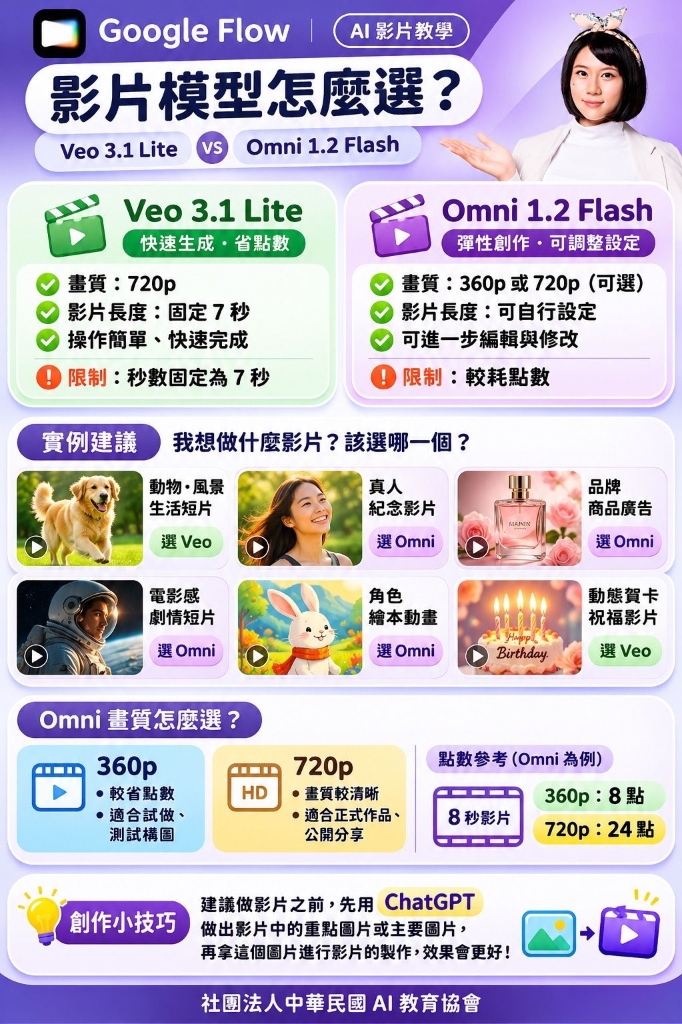 Google Flow
AI 影片教學
影片模型怎麼選？
Veo 3.1 Lite VS Omni 1.2 Flash
Veo 3.1 Lite
快速生成・省點數
畫質：720p
影片長度：固定 7 秒
操作簡單、快速完成
限制：秒數固定為 7 秒
Omni 1.2 Flash
彈性創作・可調整設定
畫質：360p 或 720p（可選）
影片長度：可自行設定
可進一步編輯與修改
限制：較耗點數
實例建議
我想做什麼影片？該選哪一個？
動物・風景
生活短片
選 Veo
真人
紀念影片
選 Omni
品牌
商品廣告
選 Omni
電影感
劇情短片
選 Omni
角色
繪本動畫
選 Omni
Happy
Birthday
動態賀卡
祝福影片
選 Veo
Omni 畫質怎麼選？
360p
• 較省點數
• 適合試做、
測試構圖
HD
720p
• 畫質較清晰
• 適合正式作品、
公開分享
點數參考（Omni 為例）
8 秒影片
360p：8 點
720p：24 點
創作小技巧
建議做影片之前，先用 ChatGPT
做出影片中的重點圖片或主要圖片，
再拿這個圖片進行影片的製作，效果會更好！
社團法人中華民國 AI 教育協會